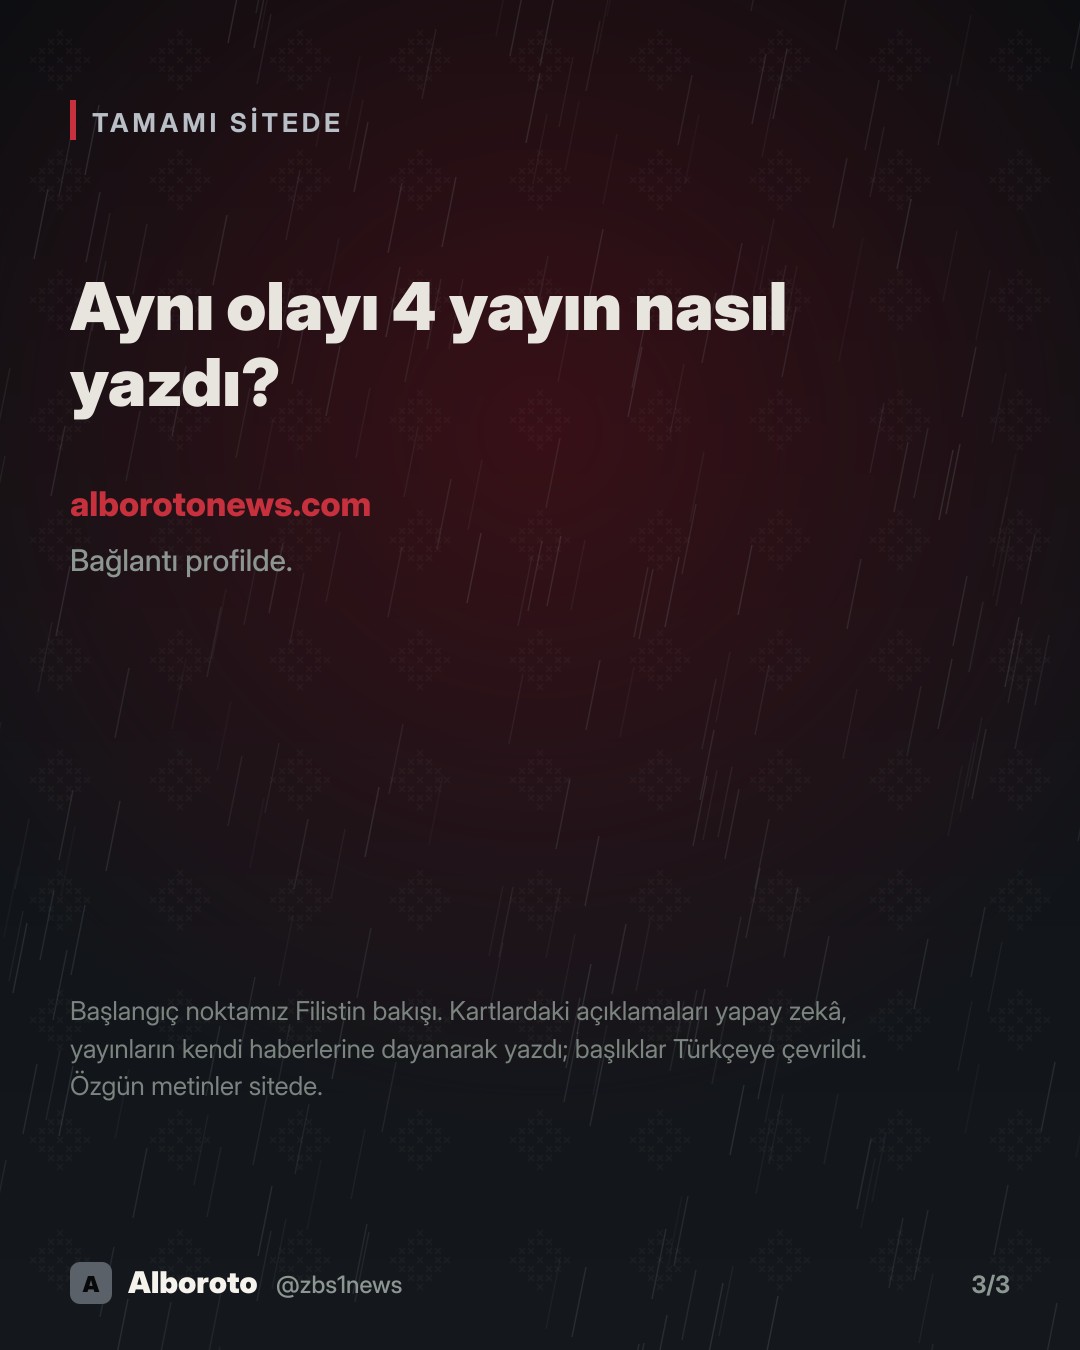 TAMAMI SİTEDE
Aynı olayı 4 yayın nasıl
yazdı?
alborotonews.com
Bağlantı profilde.
Başlangıç noktamız Filistin bakışı. Kartlardaki açıklamaları yapay zekâ,
yayınların kendi haberlerine dayanarak yazdı; başlıklar Türkçeye çevrildi.
Özgün metinler sitede.
A Alboroto @zbs1news 3/3